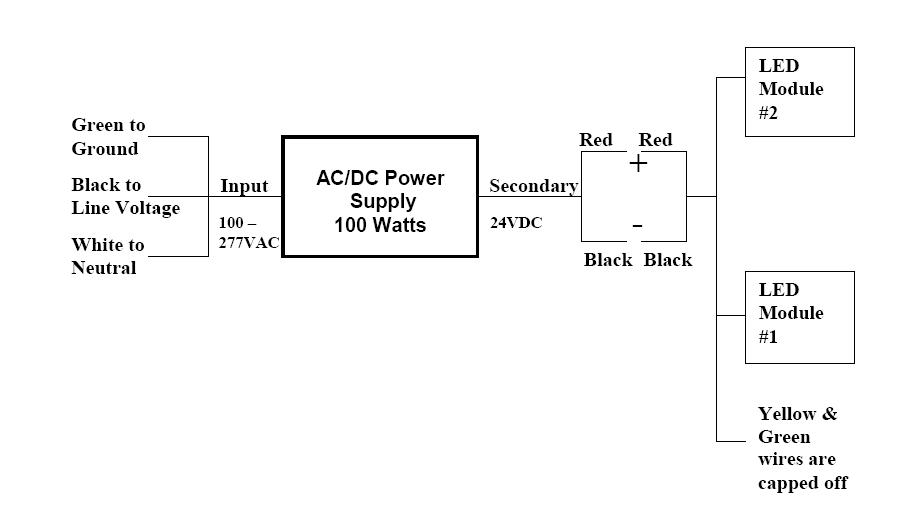 Green to
Ground
Black to
Line Voltage
White to
Neutral
Input
100 –
277VAC
AC/DC Power
Supply
100 Watts
Secondary
24VDC
Red Red
+
-
Black Black
LED
Module
#2
LED
Module
#1
Yellow &
Green
wires are
capped off